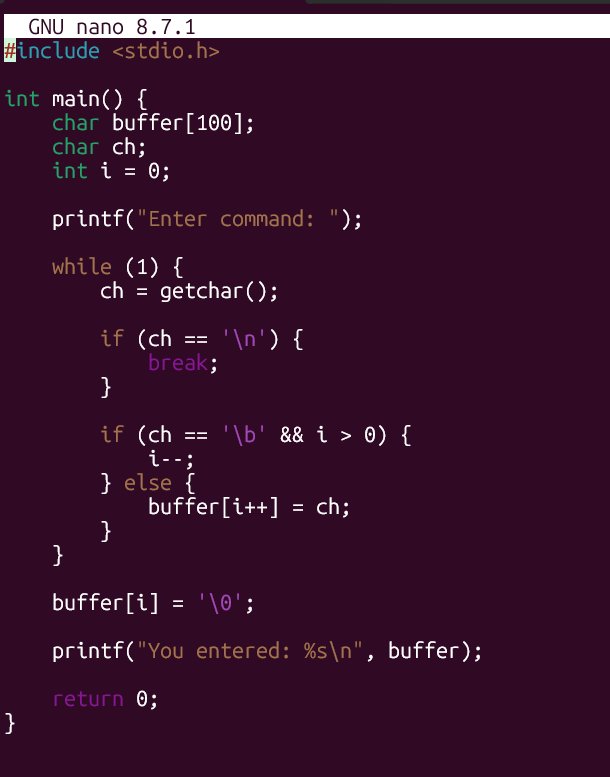 GNU nano 8.7.1
#include <stdio.h>

int main() {
    char buffer[100];
    char ch;
    int i = 0;

    printf("Enter command: ");

    while (1) {
        ch = getchar();

        if (ch == '\n') {
            break;
        }

        if (ch == '\b' && i > 0) {
            i--;
        } else {
            buffer[i++] = ch;
        }
    }

    buffer[i] = '\0';

    printf("You entered: %s\n", buffer);

    return 0;
}